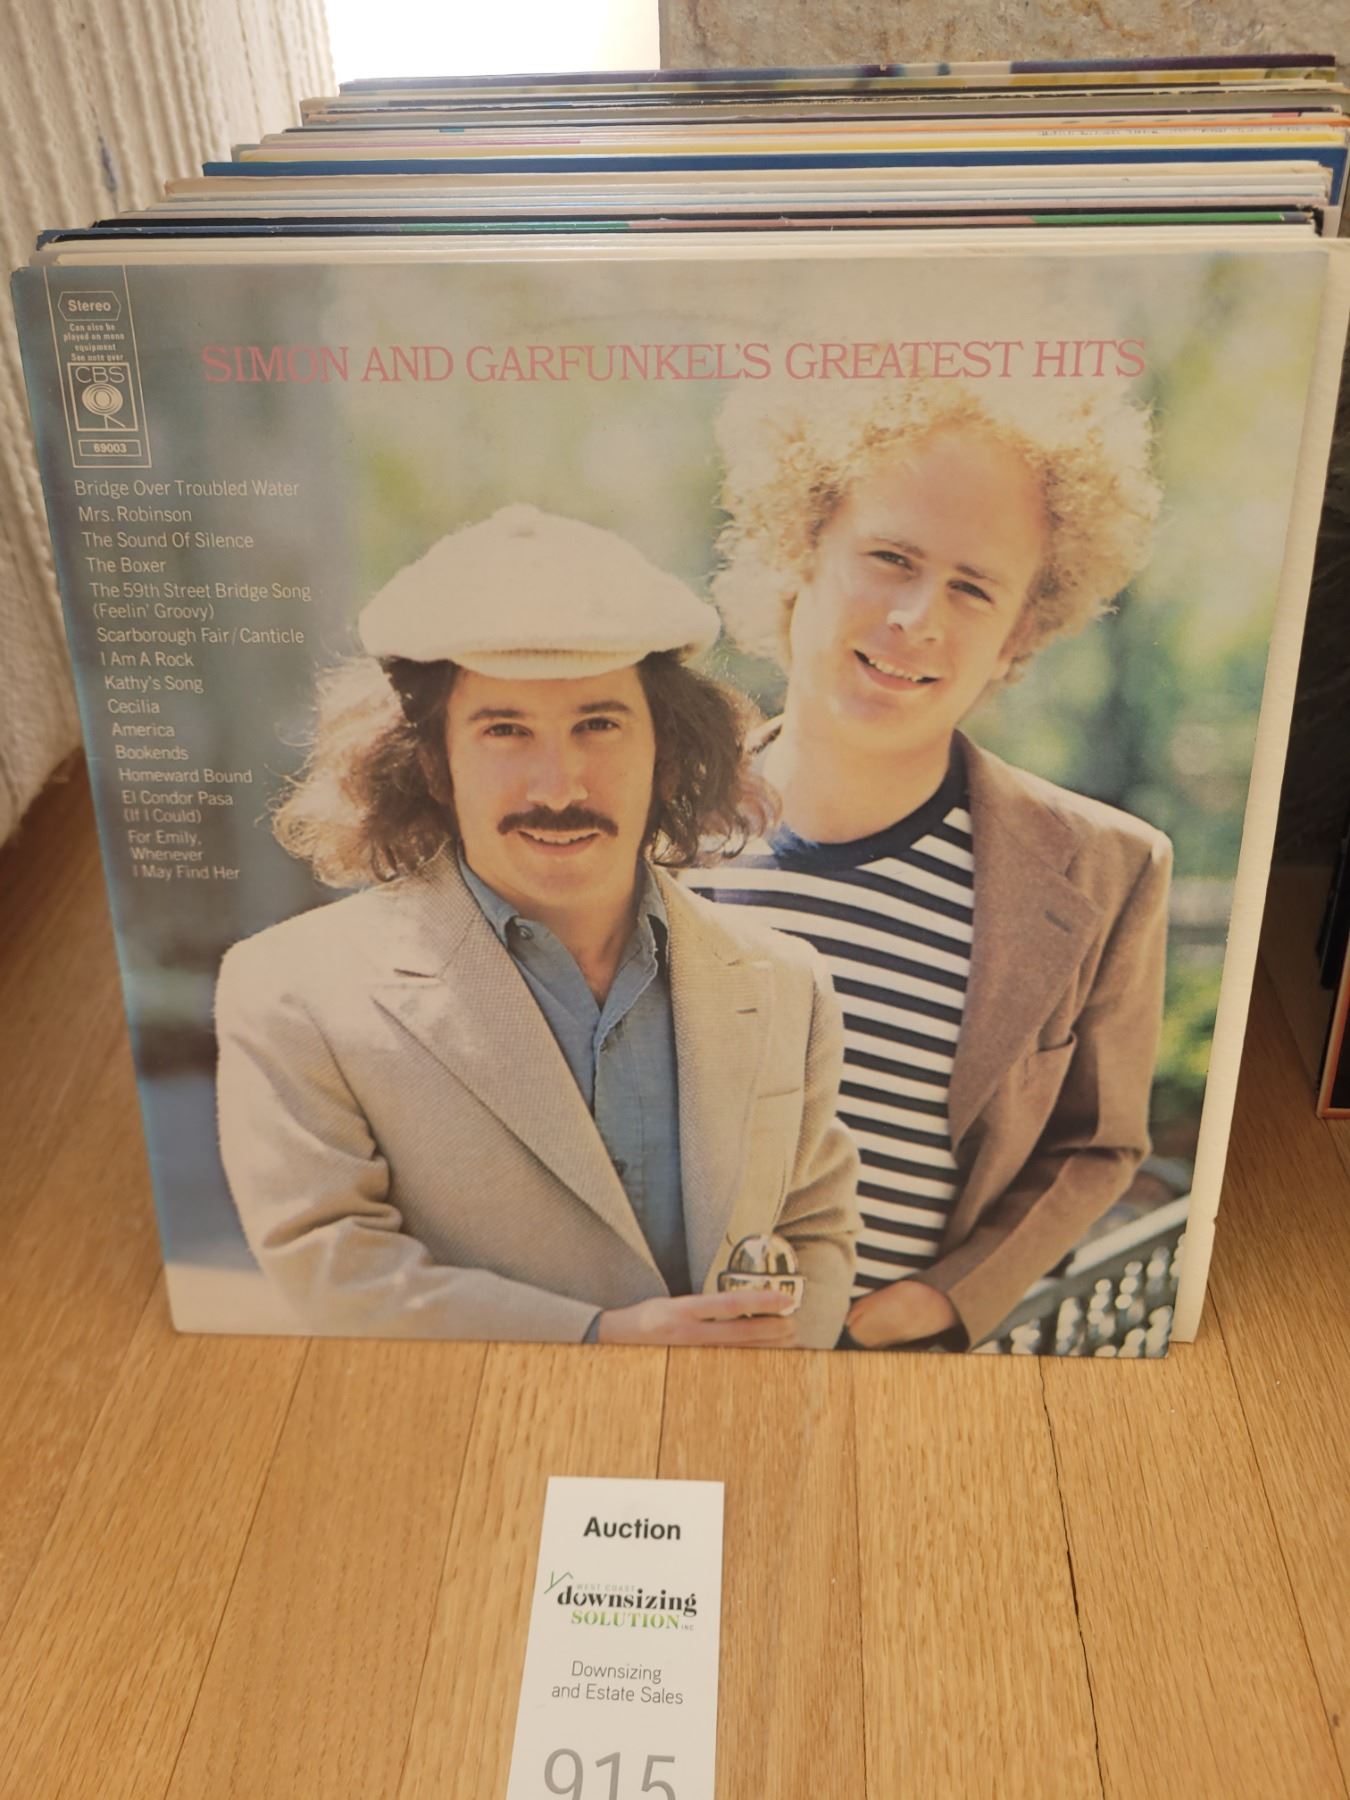 Stereo
Can also be
played on mono
equipment
See note over
CBS
69003
SIMON AND GARFUNKEL'S GREATEST HITS
Bridge Over Troubled Water
Mrs. Robinson
The Sound Of Silence
The Boxer
The 59th Street Bridge Song
(Feelin' Groovy)
Scarborough Fair/Canticle
I Am A Rock
Kathy's Song
Cecilia
America
Bookends
Homeward Bound
El Condor Pasa
(If I Could)
For Emily,
Whenever
I May Find Her
Auction
WEST COAST
downsizing
SOLUTION INC
Downsizing
and Estate Sales
915